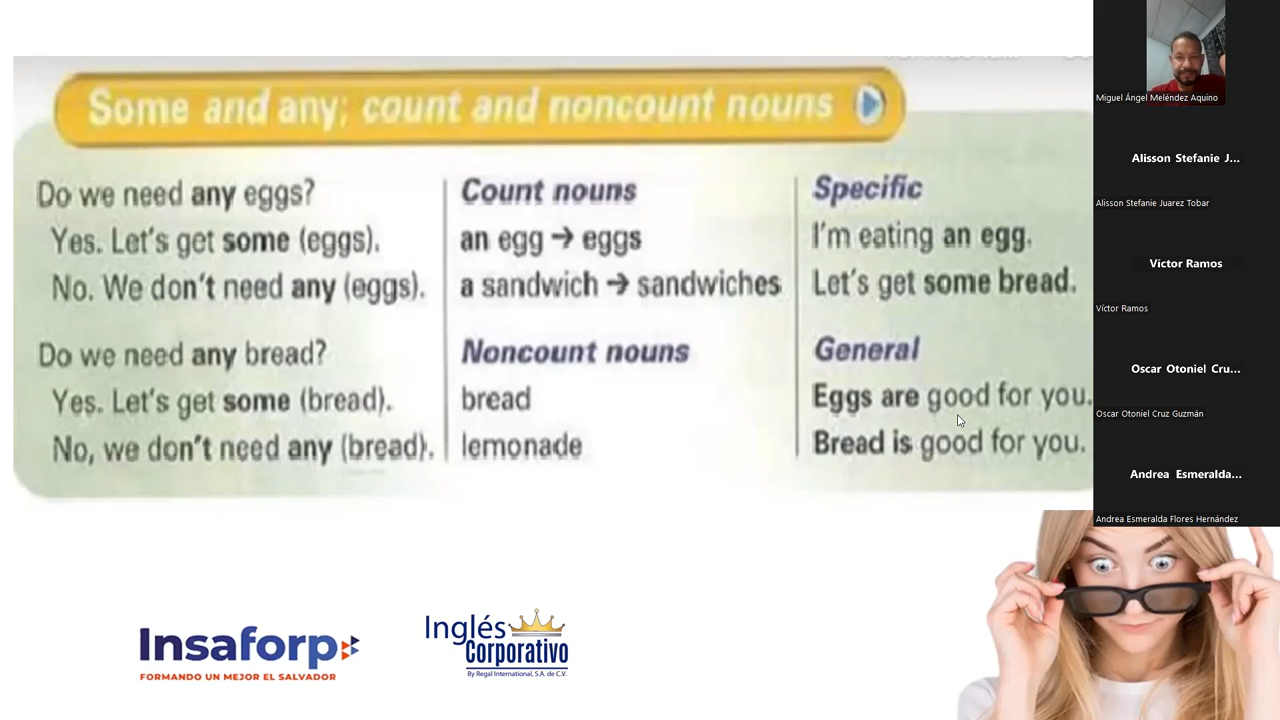 Some and any; count and noncount nouns
Do we need any eggs?
Yes. Let's get some (eggs).
No. We don't need any (eggs).
Do we need any bread?
Yes. Let's get some (bread).
No, we don't need any (bread).
Count nouns
an egg → eggs
a sandwich → sandwiches
Noncount nouns
bread
lemonade
Specific
I'm eating an egg.
Let's get some bread.
General
Eggs are good for you.
Bread is good for you.
Insaforp
FORMANDO UN MEJOR EL SALVADOR
Inglés
Corporativo
By Regal International, S.A. de C.V.
Miguel Ángel Meléndez Aquino
Alisson Stefanie J...
Alisson Stefanie Juarez Tobar
Víctor Ramos
Víctor Ramos
Oscar Otoniel Cru...
Oscar Otoniel Cruz Guzmán
Andrea Esmeralda...
Andrea Esmeralda Flores Hernández